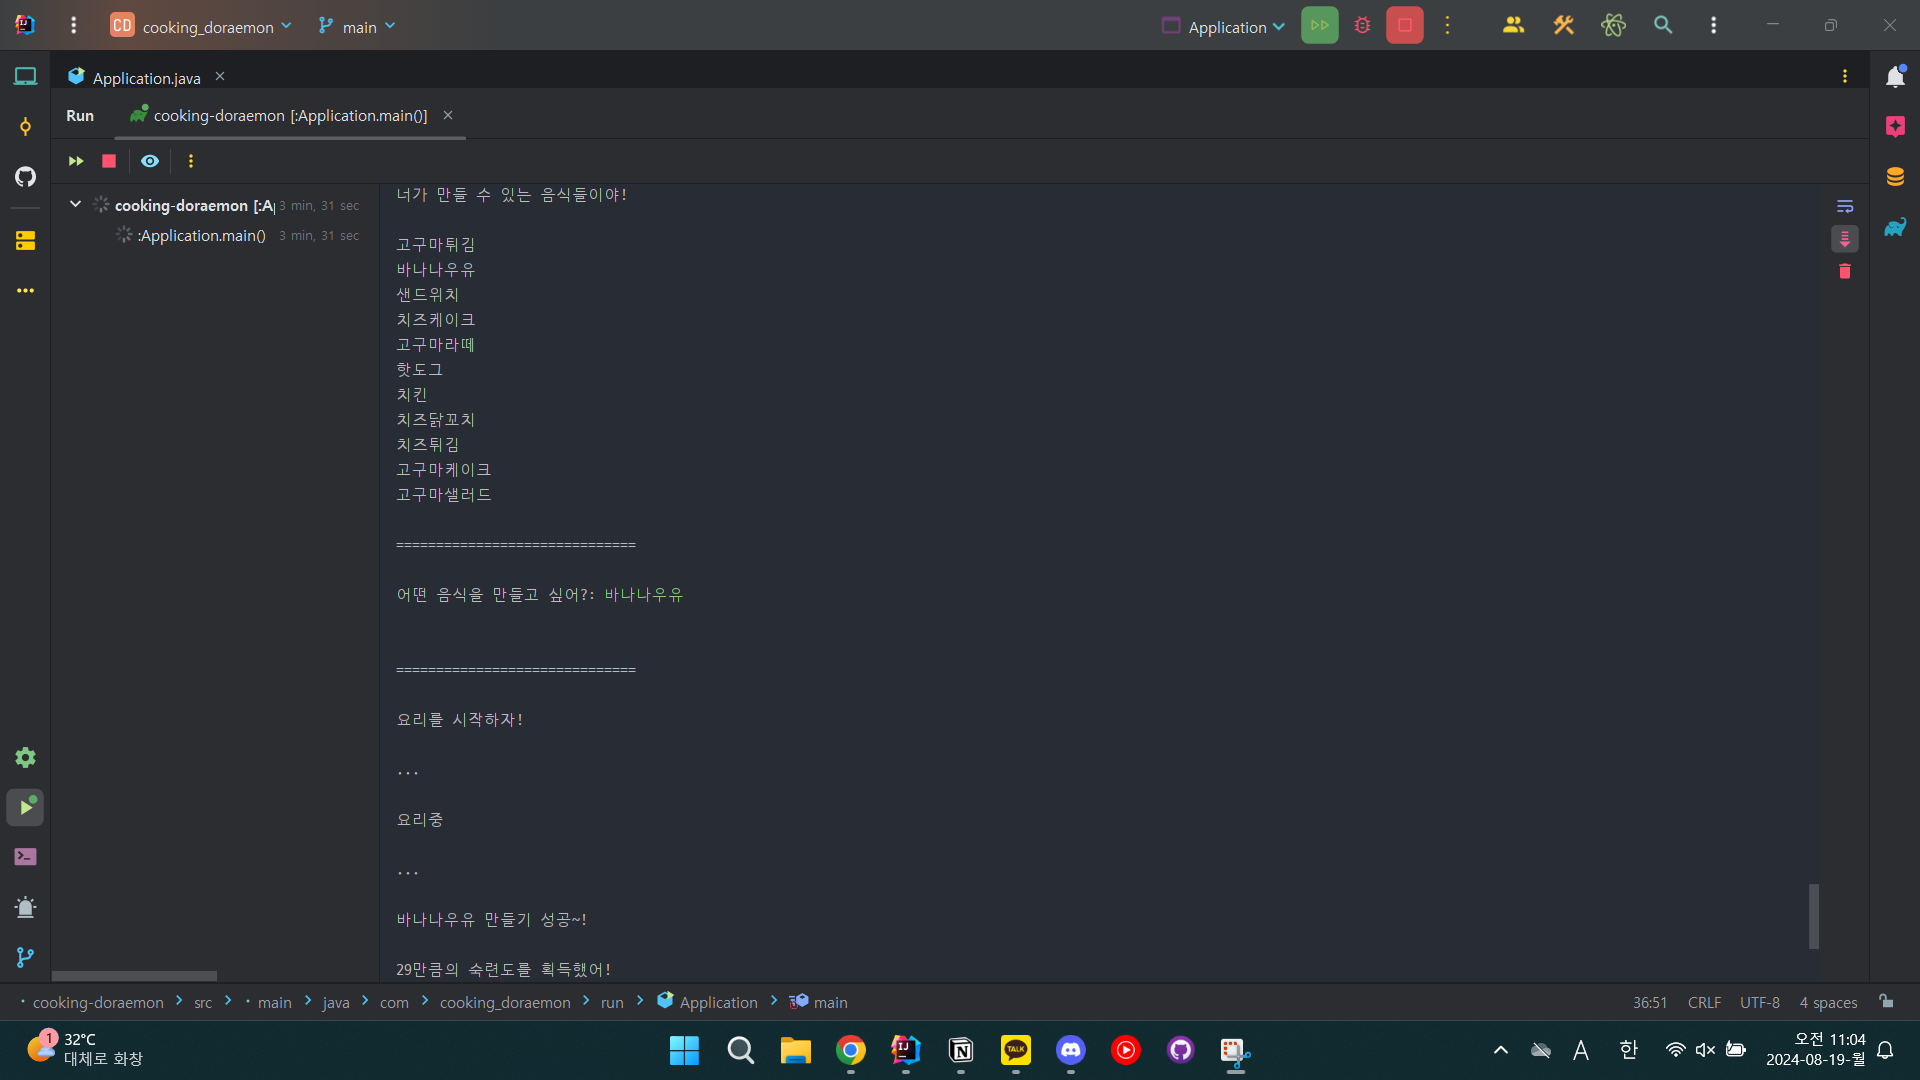 CD cooking_doraemon main Application
Application.java
Run cooking-doraemon [:Application.main()]
cooking-doraemon [:A 3 min, 31 sec
:Application.main() 3 min, 31 sec
너가 만들 수 있는 음식들이야!
고구마튀김
바나나우유
샌드위치
치즈케이크
고구마라떼
핫도그
치킨
치즈닭꼬치
치즈튀김
고구마케이크
고구마샐러드
==============================
어떤 음식을 만들고 싶어?: 바나나우유
==============================
요리를 시작하자!
...
요리중
...
바나나우유 만들기 성공~!
29만큼의 숙련도를 획득했어!
cooking-doraemon src main java com cooking_doraemon run Application main 36:51 CRLF UTF-8 4 spaces
1 32°C
대체로 화창
IJ
TALK
A
한
오전 11:04
2024-08-19-월